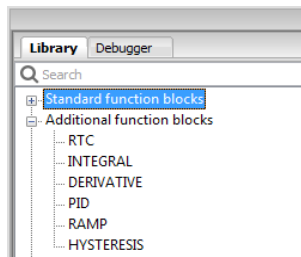 Library Debugger
Search
Standard function blocks
Additional function blocks
RTC
INTEGRAL
DERIVATIVE
PID
RAMP
HYSTERESIS